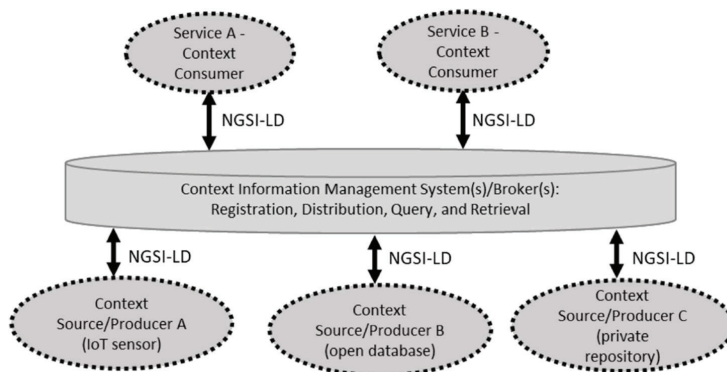 Service A -
Context
Consumer
Service B -
Context
Consumer
NGSI-LD
NGSI-LD
Context Information Management System(s)/Broker(s):
Registration, Distribution, Query, and Retrieval
NGSI-LD
NGSI-LD
NGSI-LD
Context
Source/Producer A
(IoT sensor)
Context
Source/Producer B
(open database)
Context
Source/Producer C
(private
repository)